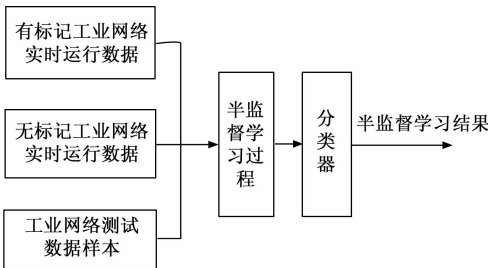 有标记工业网络
实时运行数据
无标记工业网络
实时运行数据
工业网络测试
数据样本
半监
督学
习过
程
分
类
器
半监督学习结果